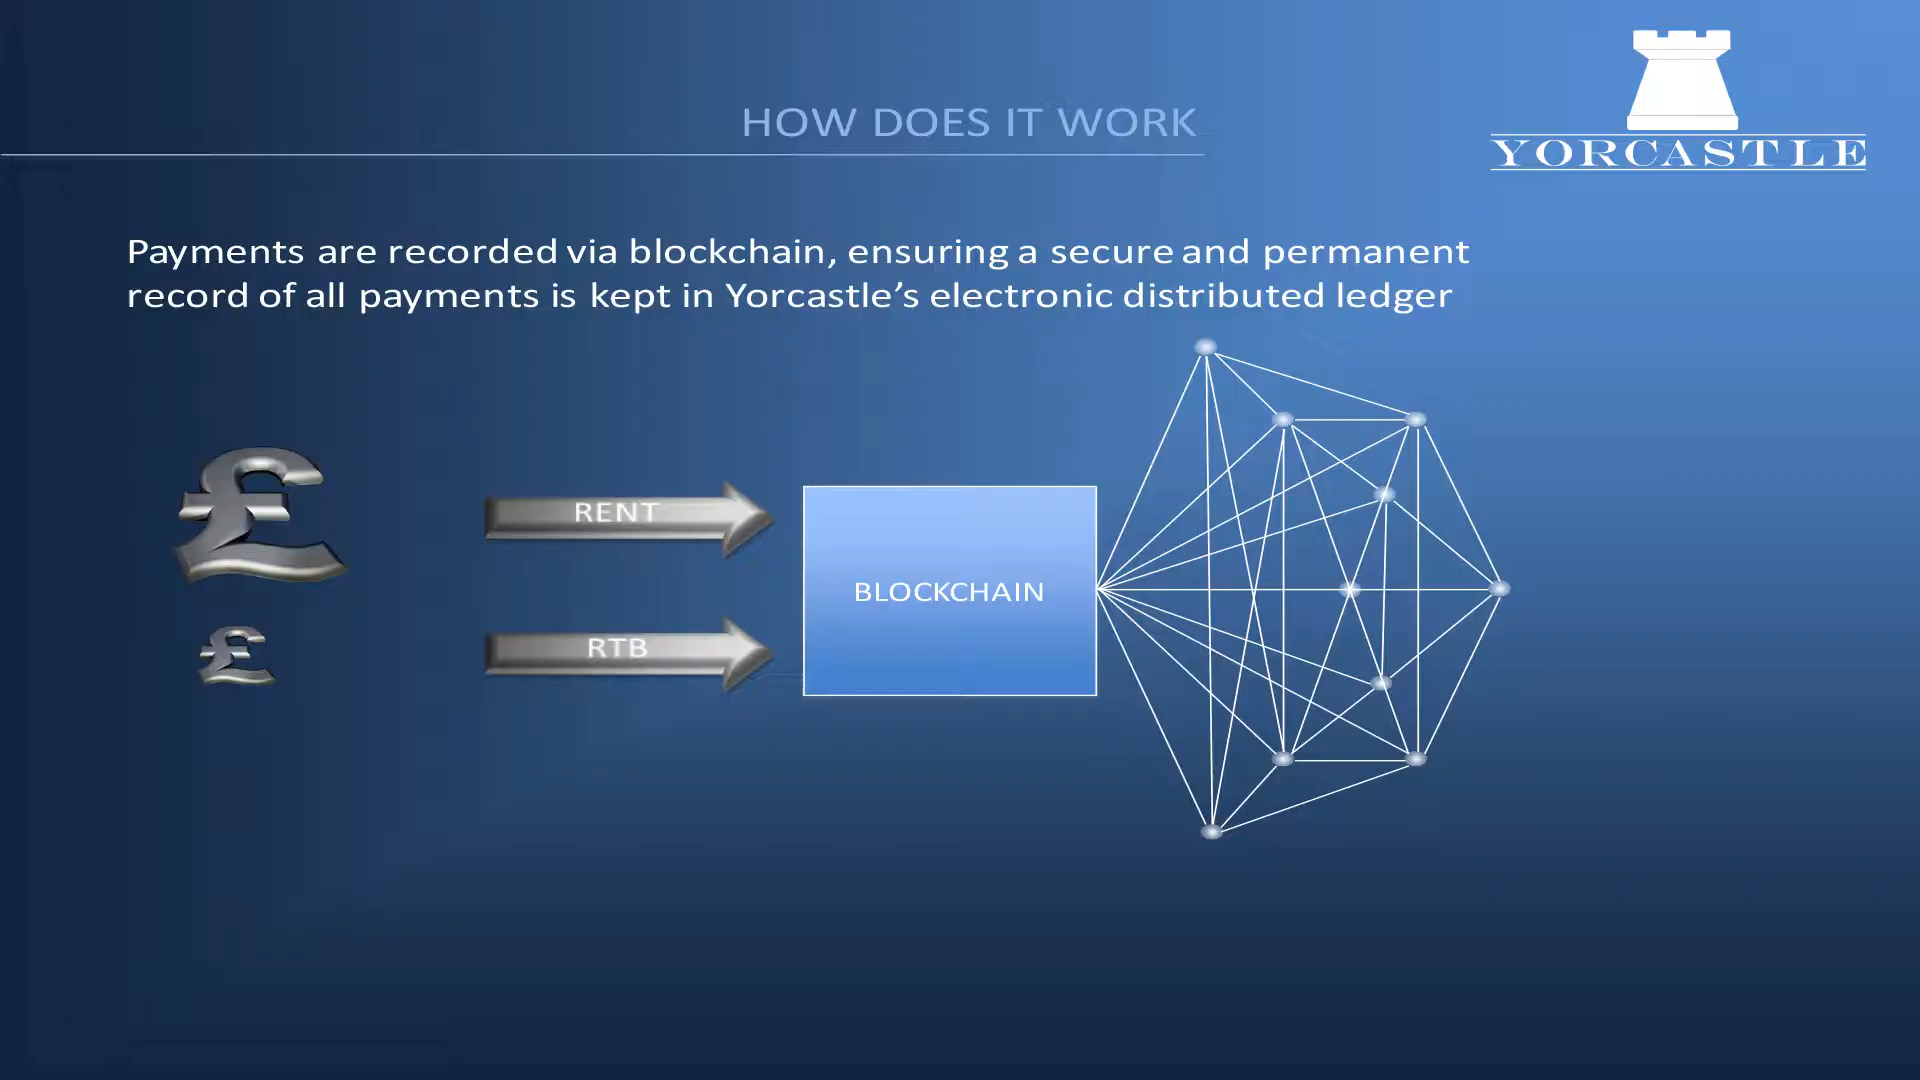 YORCASTLE
HOW DOES IT WORK
Payments are recorded via blockchain, ensuring a secure and permanent
record of all payments is kept in Yorcastle’s electronic distributed ledger
£
RENT
BLOCKCHAIN
£
RTB